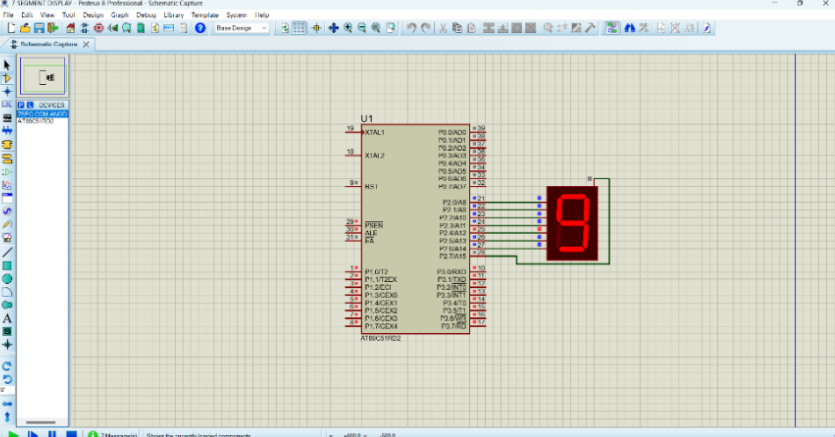 7 SEGMENT DISPLAY - Proteus 8 Professional - Schematic Capture
File Edit View Tool Design Graph Debug Library Template System Help
Base Design
Schematic Capture
P L DEVICES
7SEG COM ANOD
AT89C51RD2
U1
19 XTAL1
18 XTAL2
9 RST
29 PSEN
30 ALE
31 EA
1 P1.0/T2
2 P1.1/T2EX
3 P1.2/ECI
4 P1.3/CEX0
5 P1.4/CEX1
6 P1.5/CEX2
7 P1.6/CEX3
8 P1.7/CEX4
P0.0/AD0 39
P0.1/AD1 38
P0.2/AD2 37
P0.3/AD3 36
P0.4/AD4 35
P0.5/AD5 34
P0.6/AD6 33
P0.7/AD7 32
P2.0/A8 21
P2.1/A9 22
P2.2/A10 23
P2.3/A11 24
P2.4/A12 25
P2.5/A13 26
P2.6/A14 27
P2.7/A15 28
P3.0/RXD 10
P3.1/TXD 11
P3.2/INT0 12
P3.3/INT1 13
P3.4/T0 14
P3.5/T1 15
P3.6/WR 16
P3.7/RD 17
AT89C51RD2
9
2 Message(s) Shows the currently loaded components.